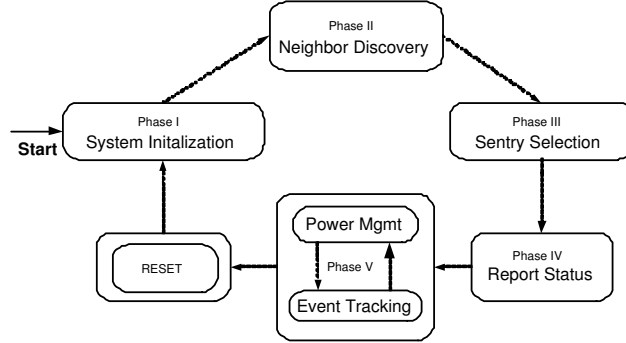 Phase II
Neighbor Discovery
Phase I
System Initalization
Start
Phase III
Sentry Selection
Power Mgmt
Phase V
Event Tracking
RESET
Phase IV
Report Status